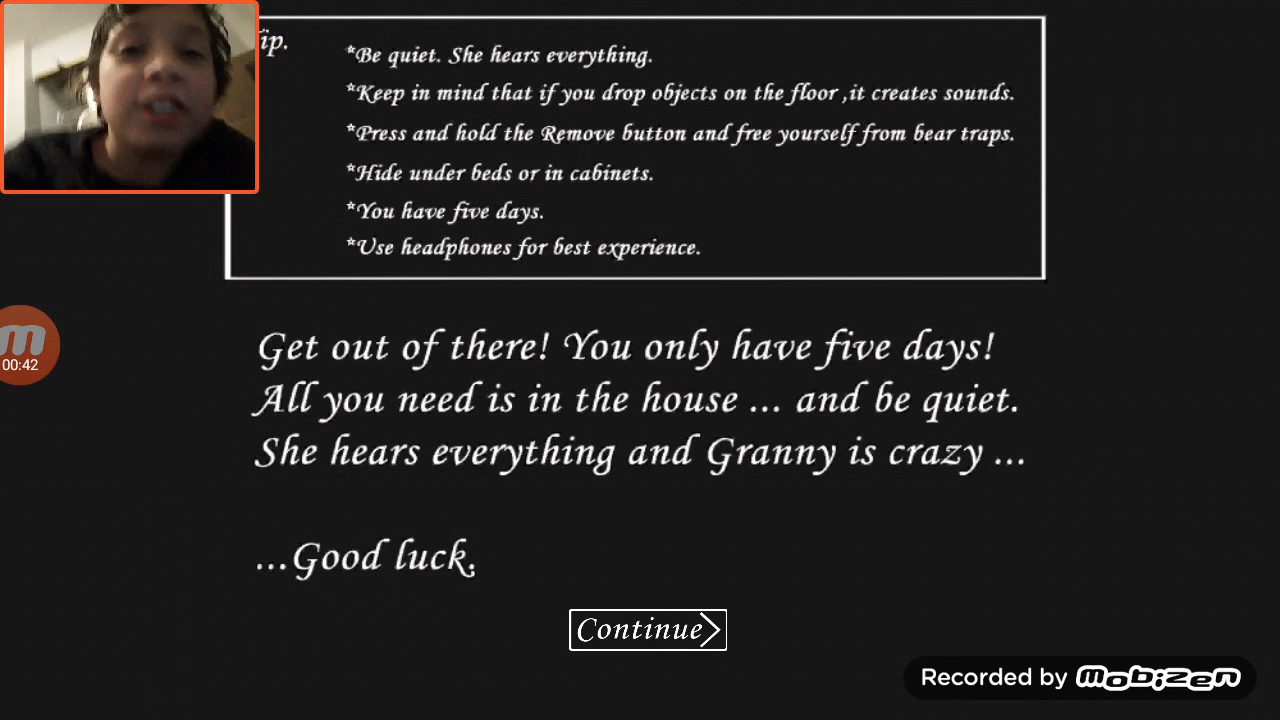 ip.
*Be quiet. She hears everything.
*Keep in mind that if you drop objects on the floor ,it creates sounds.
*Press and hold the Remove button and free yourself from bear traps.
*Hide under beds or in cabinets.
*You have five days.
*Use headphones for best experience.
Get out of there! You only have five days!
All you need is in the house ... and be quiet.
She hears everything and Granny is crazy ...
...Good luck.
Continue
m
00:42
Recorded by mobizen